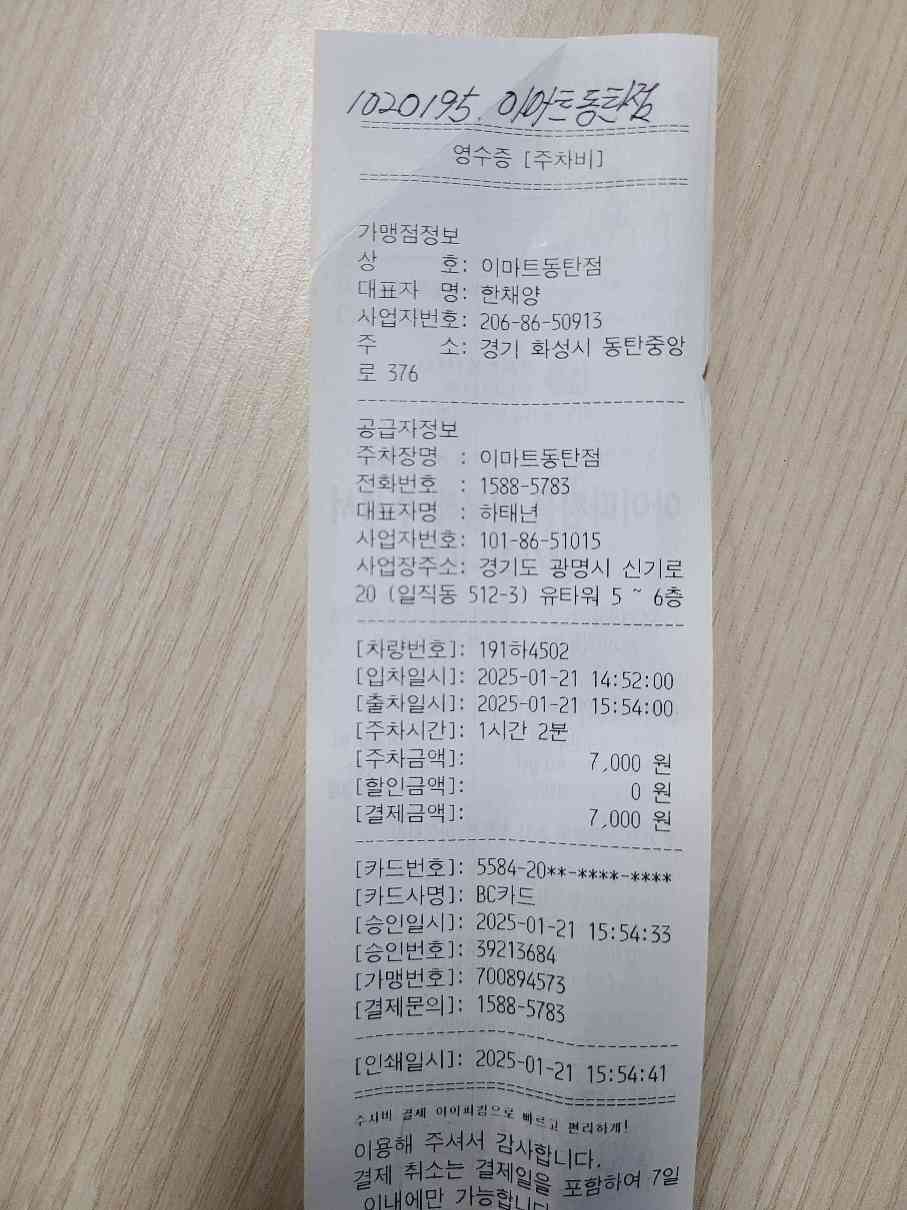 1020195. 이마트동탄점
영수증 [주차비]
가맹점정보
상 호: 이마트동탄점
대표자 명: 한채양
사업자번호: 206-86-50913
주 소: 경기 화성시 동탄중앙
로 376
공급자정보
주차장명 : 이마트동탄점
전화번호 : 1588-5783
대표자명 : 하태년
사업자번호: 101-86-51015
사업장주소: 경기도 광명시 신기로
20 (일직동 512-3) 유타워 5 ~ 6층
[차량번호]: 191하4502
[입차일시]: 2025-01-21 14:52:00
[출차일시]: 2025-01-21 15:54:00
[주차시간]: 1시간 2분
[주차금액]: 7,000 원
[할인금액]: 0 원
[결제금액]: 7,000 원
[카드번호]: 5584-20**-****-****
[카드사명]: BC카드
[승인일시]: 2025-01-21 15:54:33
[승인번호]: 39213684
[가맹번호]: 700894573
[결제문의]: 1588-5783
[인쇄일시]: 2025-01-21 15:54:41
결제 아이파킹으로 빠르고 편리하게!
이용해 주셔서 감사합니다.
결제 취소는 결제일을 포함하여 7일
이내에만 가능합니다